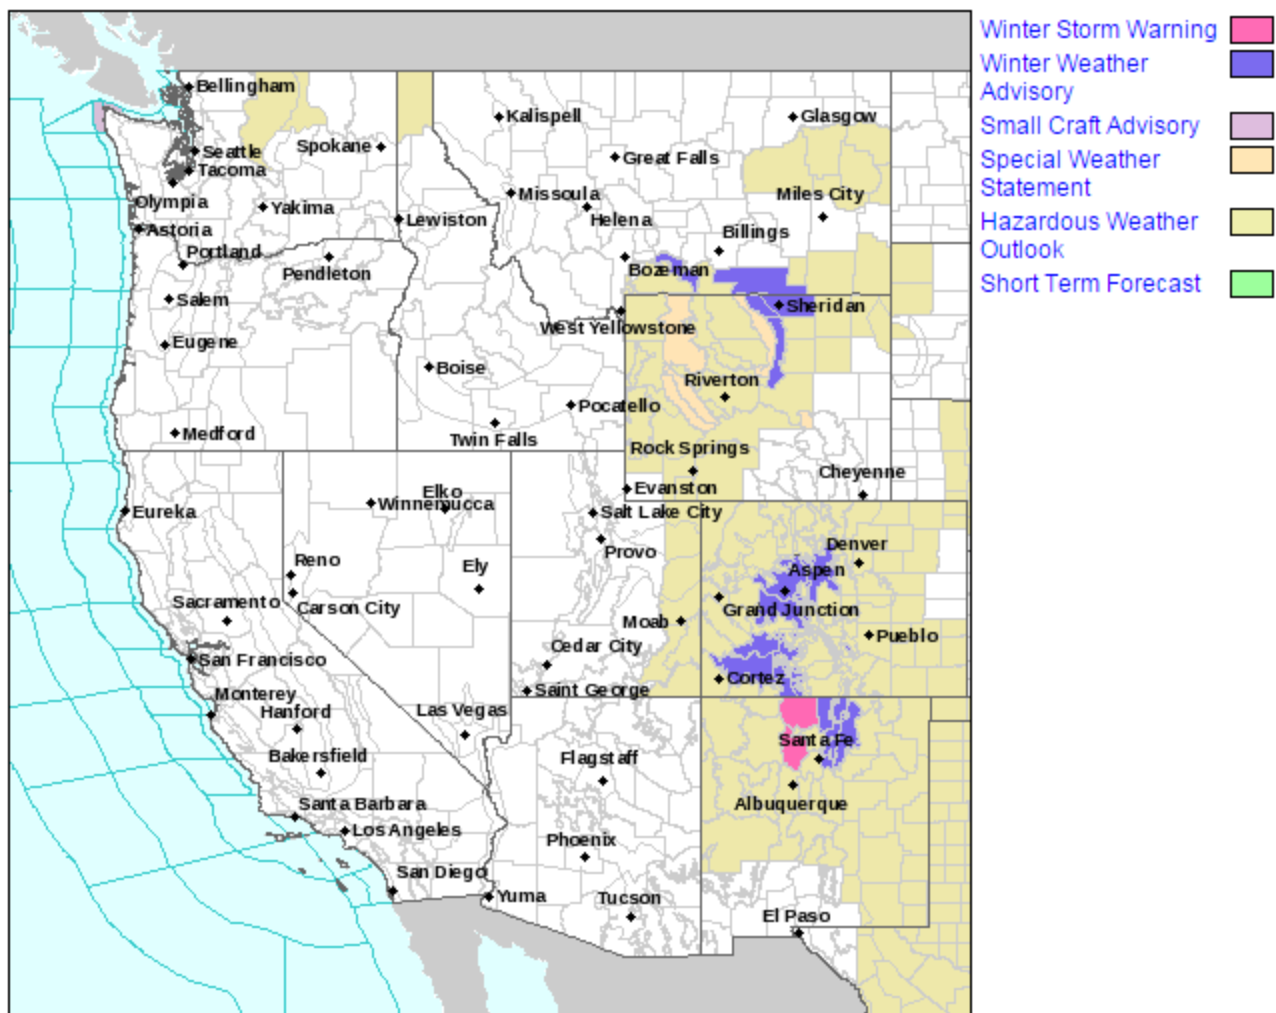 Winter Storm Warning
Winter Weather
Advisory
Small Craft Advisory
Special Weather
Statement
Hazardous Weather
Outlook
Short Term Forecast
Bellingham
Kalispell
Glasgow
Seattle
Spokane
Great Falls
Tacoma
Missoula
Miles City
Olympia
Yakima
Lewiston
Helena
Astoria
Billings
Portland
Pendleton
Bozeman
Salem
Sheridan
West Yellowstone
Eugene
Boise
Riverton
Pocatello
Medford
Twin Falls
Rock Springs
Cheyenne
Evanston
Elko
Winnemucca
Eureka
Salt Lake City
Provo
Denver
Reno
Ely
Aspen
Sacramento
Carson City
Grand Junction
Moab
Pueblo
Cedar City
San Francisco
Cortez
Saint George
Monterey
Hanford
Las Vegas
Santa Fe
Bakersfield
Flagstaff
Santa Barbara
Albuquerque
Los Angeles
Phoenix
San Diego
Yuma
Tucson
El Paso